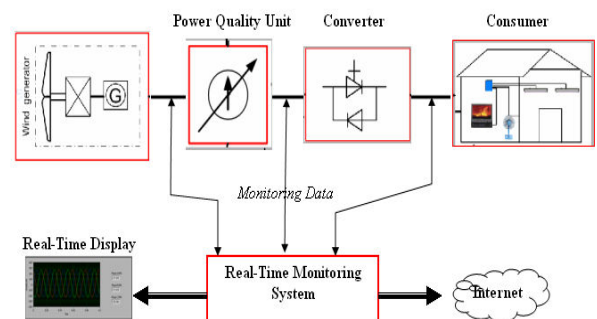 Power Quality Unit
Converter
Consumer
Wind generator
G
Monitoring Data
Real-Time Display
Real-Time Monitoring
System
Internet